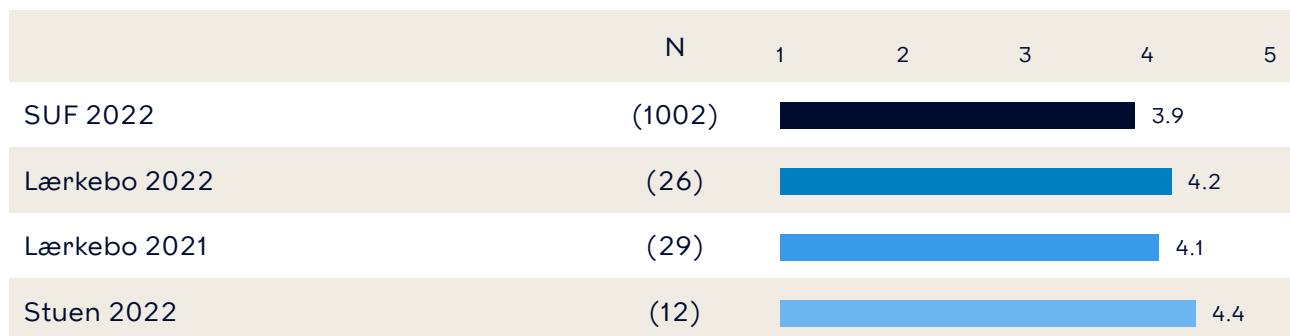 N 1 2 3 4 5
SUF 2022 (1002) 3.9
Lærkebo 2022 (26) 4.2
Lærkebo 2021 (29) 4.1
Stuen 2022 (12) 4.4